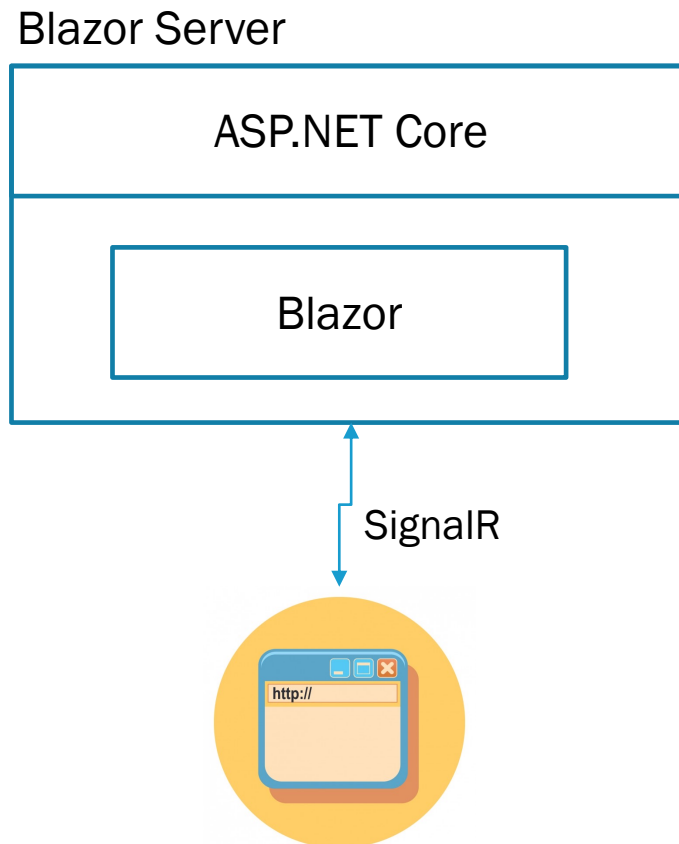 Blazor Server
ASP.NET Core
Blazor
SignalR
http://